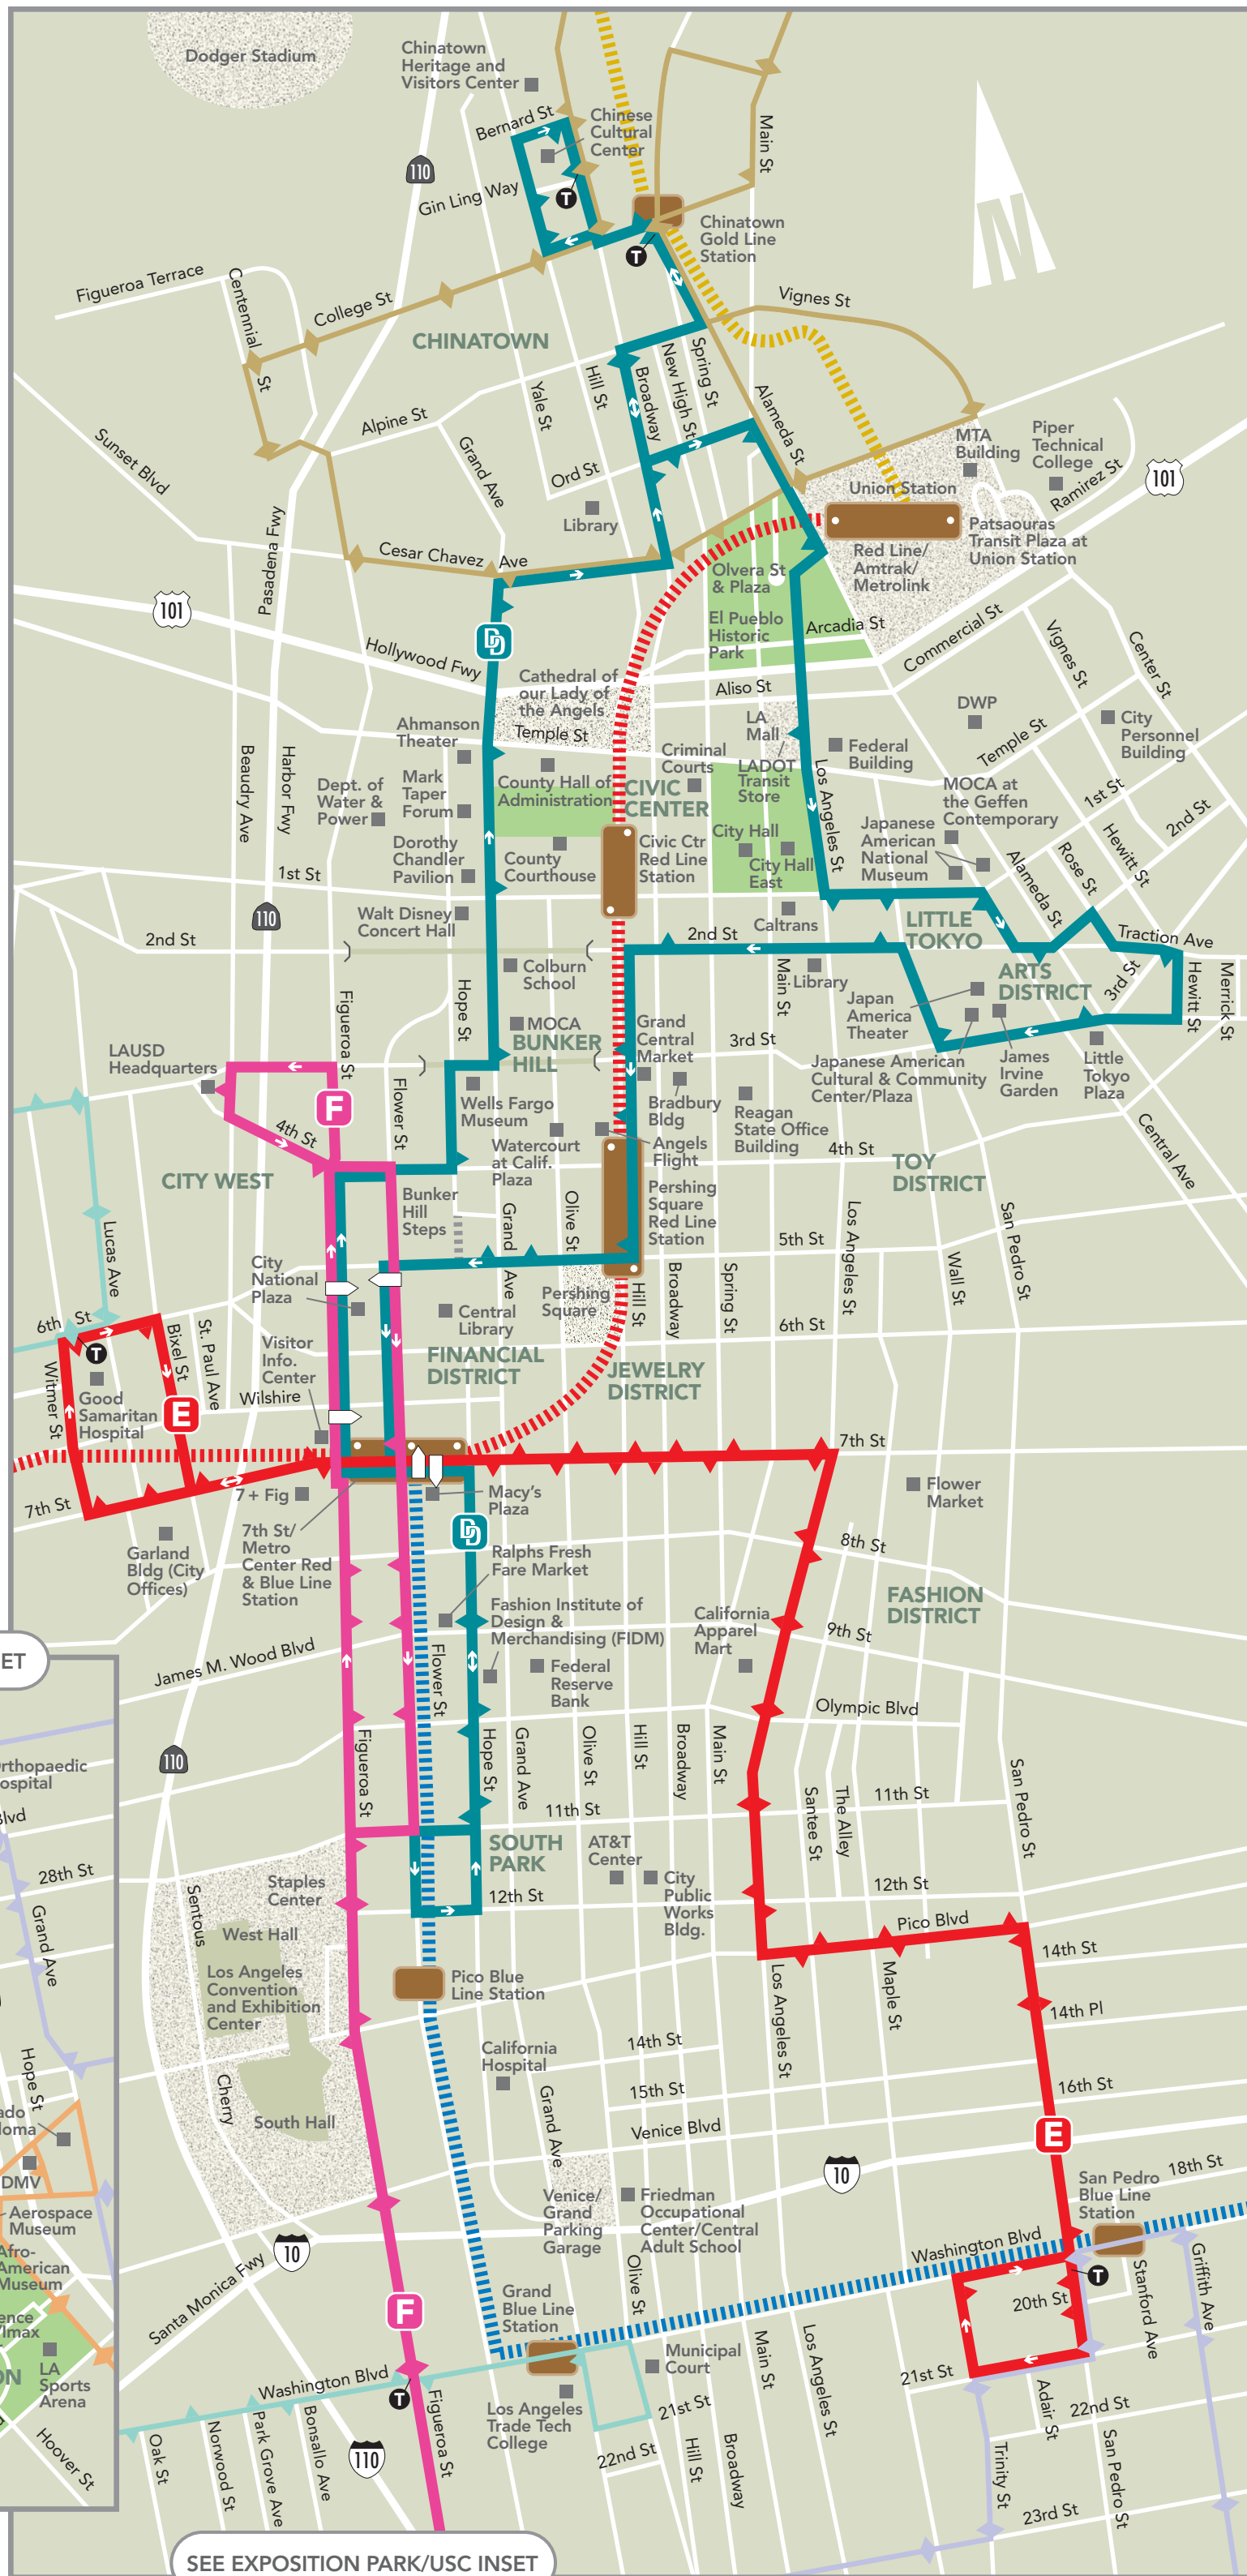 Dodger Stadium
Chinatown
Heritage and
Visitors Center
Bernard St
Chinese
Cultural
Center
Main St
110
Gin Ling Way
T
Chinatown
Gold Line
Station
T
N
Figueroa Terrace
Centennial
St
College St
Vignes St
CHINATOWN
Yale St
Hill St
Broadway
New High St
Spring St
Alameda St
Alpine St
Sunset Blvd
Grand Ave
Ord St
Library
MTA
Building
Piper
Technical
College
Ramirez St
101
Union Station
Patsaouras
Transit Plaza at
Union Station
Red Line/
Amtrak/
Metrolink
Pasadena Fwy
Cesar Chavez
Ave
101
Olvera St
& Plaza
El Pueblo
Historic
Park
Arcadia St
Commercial St
Vignes St
Center St
DD
Hollywood Fwy
Cathedral of
our Lady of
the Angels
Aliso St
Temple St
Ahmanson
Theater
LA
Mall
DWP
City
Personnel
Building
Temple St
Criminal
Courts
LADOT
Transit
Store
Federal
Building
Los Angeles St
Beaudry Ave
Harbor Fwy
Dept. of
Water &
Power
Mark
Taper
Forum
County Hall of
Administration
CIVIC
CENTER
MOCA at
the Geffen
Contemporary
1st St
2nd St
Dorothy
Chandler
Pavilion
County
Courthouse
Civic Ctr
Red Line
Station
City Hall
City Hall
East
Japanese
American
National
Museum
Alameda St
Rose St
Hewitt St
1st St
110
Walt Disney
Concert Hall
Caltrans
LITTLE
TOKYO
2nd St
2nd St
Traction Ave
Colburn
School
Main St
Library
ARTS
DISTRICT
3rd St
Hewitt St
Merrick St
Figueroa St
Hope St
MOCA
BUNKER
HILL
Grand
Central
Market
3rd St
Japan
America
Theater
LAUSD
Headquarters
F
Flower St
Wells Fargo
Museum
Bradbury
Bldg
Reagan
State Office
Building
Japanese American
Cultural & Community
Center/Plaza
James
Irvine
Garden
Little
Tokyo
Plaza
4th St
Watercourt
at Calif.
Plaza
Angels
Flight
4th St
Central Ave
CITY WEST
TOY
DISTRICT
Bunker
Hill
Steps
Pershing
Square
Red Line
Station
Lucas Ave
Grand
Ave
Olive St
5th St
Los Angeles St
Wall St
San Pedro St
City
National
Plaza
Hill St
Broadway
Spring St
Pershing
Square
Central
Library
6th St
6th St
T
Bixel St
St. Paul Ave
Visitor
Info.
Center
FINANCIAL
DISTRICT
JEWELRY
DISTRICT
Witmer St
Good
Samaritan
Hospital
E
Wilshire
7th St
7th St
7+ Fig
Macy's
Plaza
Flower
Market
Garland
Bldg (City
Offices)
7th St/
Metro
Center Red
& Blue Line
Station
DD
Ralphs Fresh
Fare Market
8th St
FASHION
DISTRICT
Fashion Institute of
Design &
Merchandising (FIDM)
California
Apparel
Mart
9th St
James M. Wood Blvd
Flower St
Federal
Reserve
Bank
Olympic Blvd
ET
110
Figueroa St
Hope St
Grand Ave
Olive St
Hill St
Broadway
Main St
Santee St
The Alley
San Pedro St
rthopaedic
ospital
Blvd
11th St
11th St
SOUTH
PARK
AT&T
Center
City
Public
Works
Bldg.
28th St
Staples
Center
12th St
12th St
Sentous
Grand Ave
West Hall
Pico Blvd
14th St
Los Angeles
Convention
and Exhibition
Center
Pico Blue
Line Station
Los Angeles St
Maple St
14th Pl
California
Hospital
14th St
15th St
16th St
Hope St
Cherry
South Hall
Grand Ave
Venice Blvd
E
ado
loma
DMV
10
18th St
San Pedro
Blue Line
Station
Aerospace
Museum
Afro-
American
Museum
Venice/
Grand
Parking
Garage
Friedman
Occupational
Center/Central
Adult School
Washington Blvd
10
Santa Monica Fwy
Olive St
T
Stanford Ave
Griffith Ave
20th St
ence
/Imax
F
Grand
Blue Line
Station
ON
LA
Sports
Arena
Washington Blvd
T
Municipal
Court
Main St
Los Angeles St
21st St
Adair St
22nd St
Los Angeles
Trade Tech
College
21st St
Hoover St
Oak St
Norwood St
Park Grove Ave
Bonsallo Ave
110
Figueroa St
22nd St
Hill St
Broadway
Trinity St
San Pedro St
23rd St
SEE EXPOSITION PARK/USC INSET